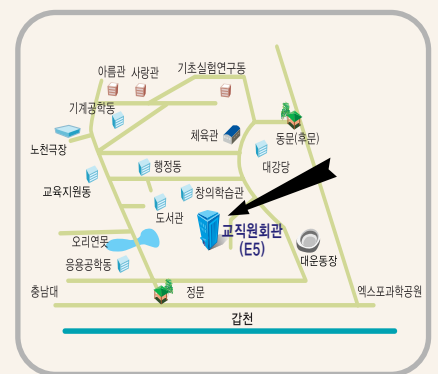 아름관
사랑관
기초실험연구동
기계공학동
노천극장
체육관
동문(후문)
행정동
대강당
교육지원동
창의학습관
도서관
교직원회관
(E5)
오리연못
대운동장
응용공학동
충남대
정문
엑스포과학공원
갑천